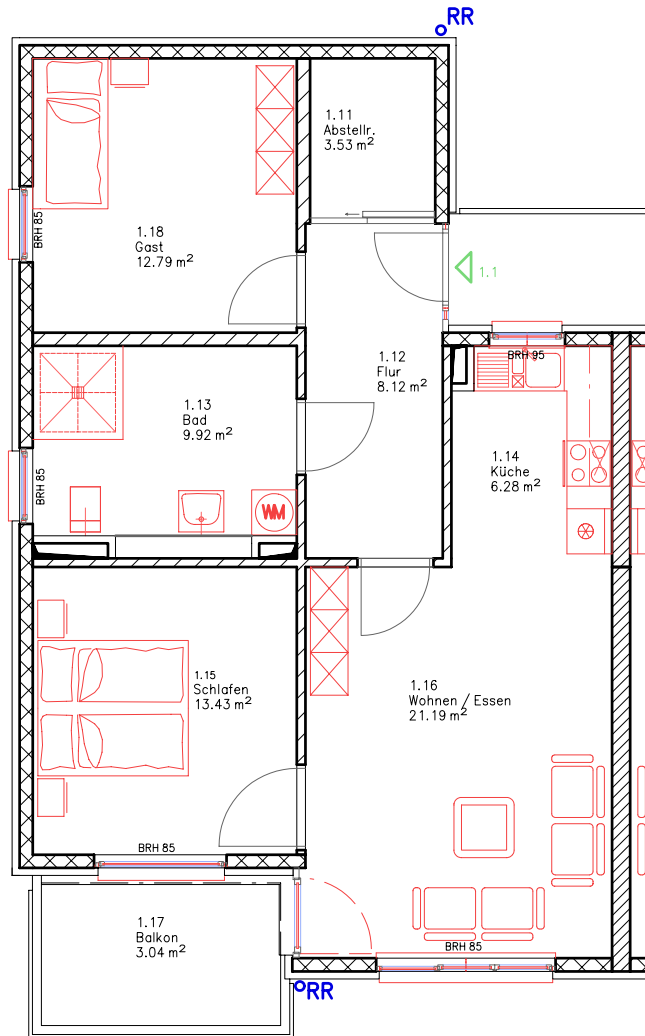 RR
1.11
Abstellr.
3.53 m²
BRH 85
1.18
Gast
12.79 m²
1.1
BRH 95
1.12
Flur
8.12 m²
1.13
Bad
9.92 m²
1.14
Küche
6.28 m²
BRH 85
WM
1.15
Schlafen
13.43 m²
1.16
Wohnen / Essen
21.19 m²
BRH 85
1.17
Balkon
3.04 m²
BRH 85
RR